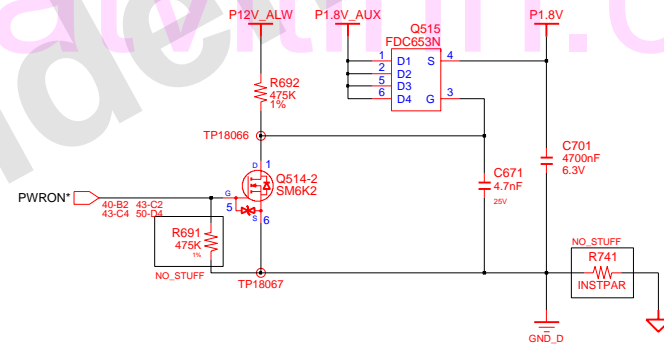 P12V_ALW
P1.8V_AUX
P1.8V
Q515
FDC653N
1 D1 S 4
2 D2
5 D3
6 D4 G 3
R692
475K
1%
TP18066
D 1
Q514-2
SM6K2
G
5
S
6
C671
4.7nF
25V
C701
4700nF
6.3V
PWRON*
40-B2 43-C2
43-C4 50-D4
R691
475K
1%
NO_STUFF
TP18067
NO_STUFF
R741
INSTPAR
GND_D